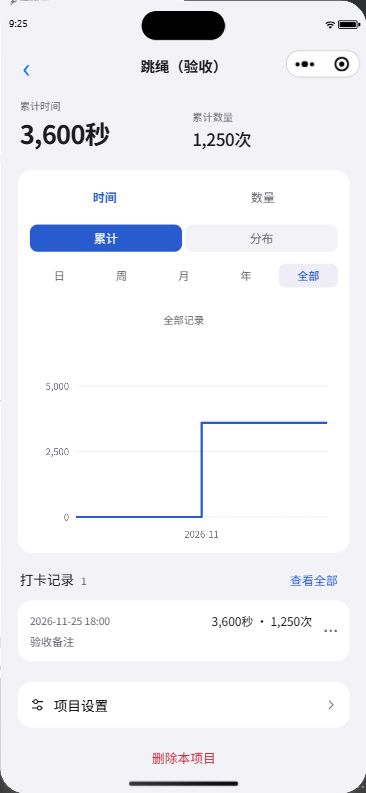 9:25
跳绳（验收）
累计时间
3,600秒
累计数量
1,250次
时间 数量
累计 分布
日 周 月 年 全部
全部记录
5,000
2,500
0
2026-11
打卡记录 1 查看全部
2026-11-25 18:00 3,600秒 · 1,250次
验收备注
项目设置
删除本项目